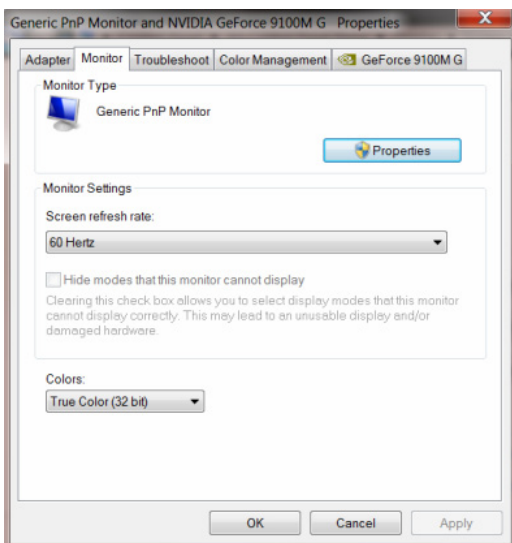 Generic PnP Monitor and NVIDIA GeForce 9100M G Properties
Adapter Monitor Troubleshoot Color Management GeForce 9100M G
Monitor Type
Generic PnP Monitor
Properties
Monitor Settings
Screen refresh rate:
60 Hertz
Hide modes that this monitor cannot display
Clearing this check box allows you to select display modes that this monitor
cannot display correctly. This may lead to an unusable display and/or
damaged hardware.
Colors:
True Color (32 bit)
OK Cancel Apply